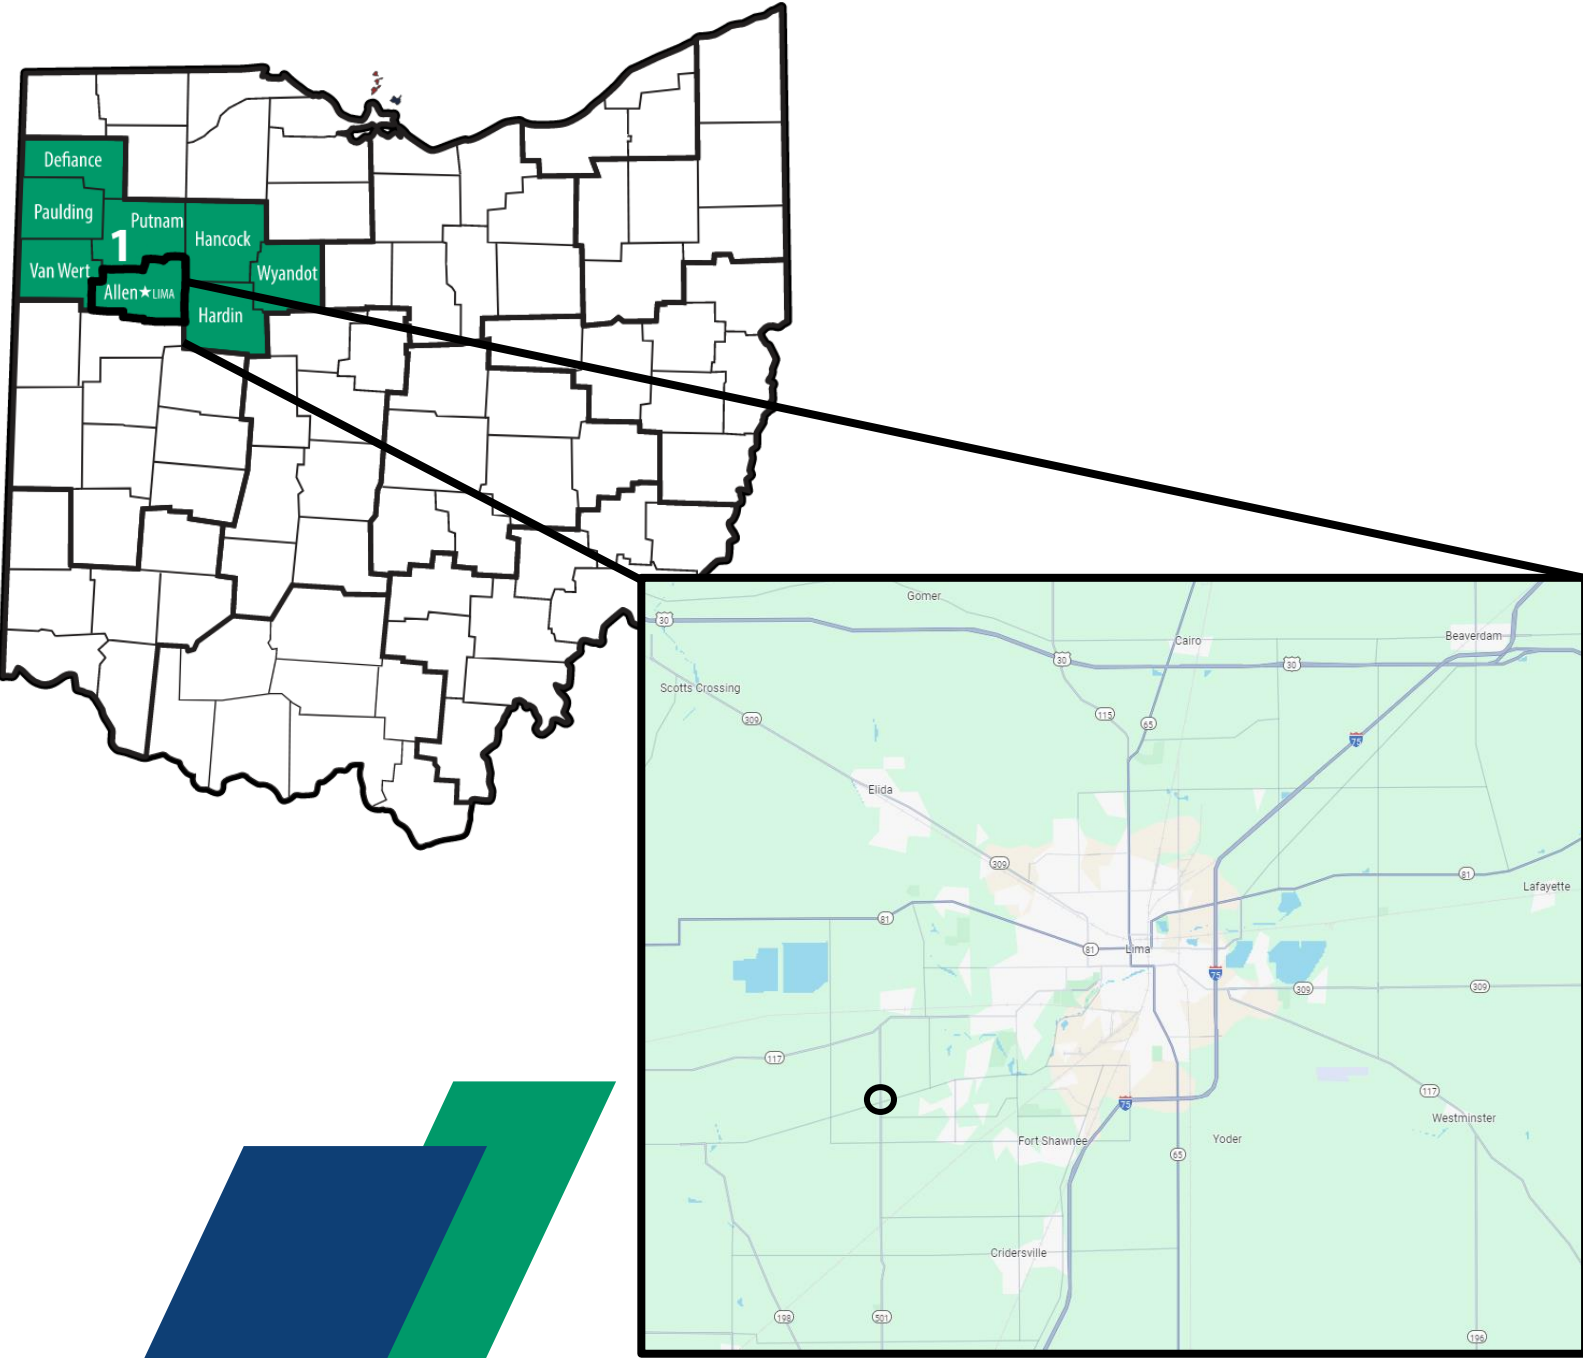 Defiance
Paulding
Putnam
1
Hancock
Van Wert
Wyandot
Allen★LIMA
Hardin
Gomer
30
Cairo
Beaverdam
30
30
Scotts Crossing
309
115
65
75
Elida
309
81
Lafayette
81
81
Lima
75
309
309
117
117
75
Westminster
Fort Shawnee
Yoder
65
Cridersville
198
501
196